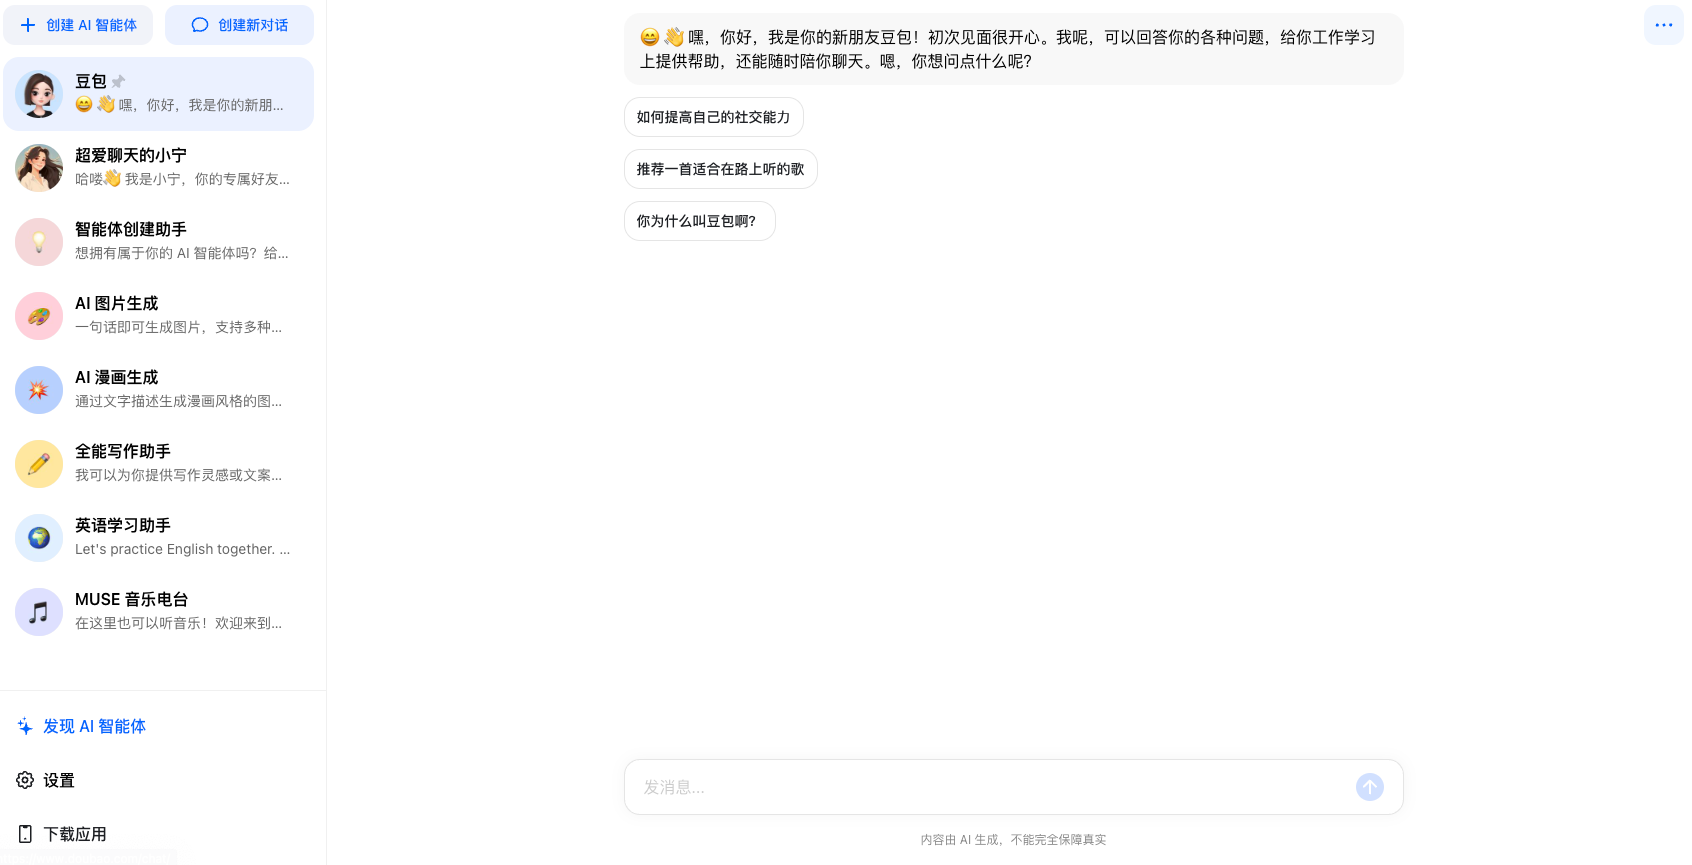 创建 AI 智能体
创建新对话
豆包
😄👋嘿，你好，我是你的新朋...
超爱聊天的小宁
哈喽👋 我是小宁，你的专属好友...
智能体创建助手
想拥有属于你的 AI 智能体吗？给...
AI 图片生成
一句话即可生成图片，支持多种...
AI 漫画生成
通过文字描述生成漫画风格的图...
全能写作助手
我可以为你提供写作灵感或文案...
英语学习助手
Let's practice English together. ...
MUSE 音乐电台
在这里也可以听音乐！欢迎来到...
发现 AI 智能体
设置
下载应用
😄👋嘿，你好，我是你的新朋友豆包！初次见面很开心。我呢，可以回答你的各种问题，给你工作学习
上提供帮助，还能随时陪你聊天。嗯，你想问点什么呢？
如何提高自己的社交能力
推荐一首适合在路上听的歌
你为什么叫豆包啊？
发消息...
内容由 AI 生成，不能完全保障真实